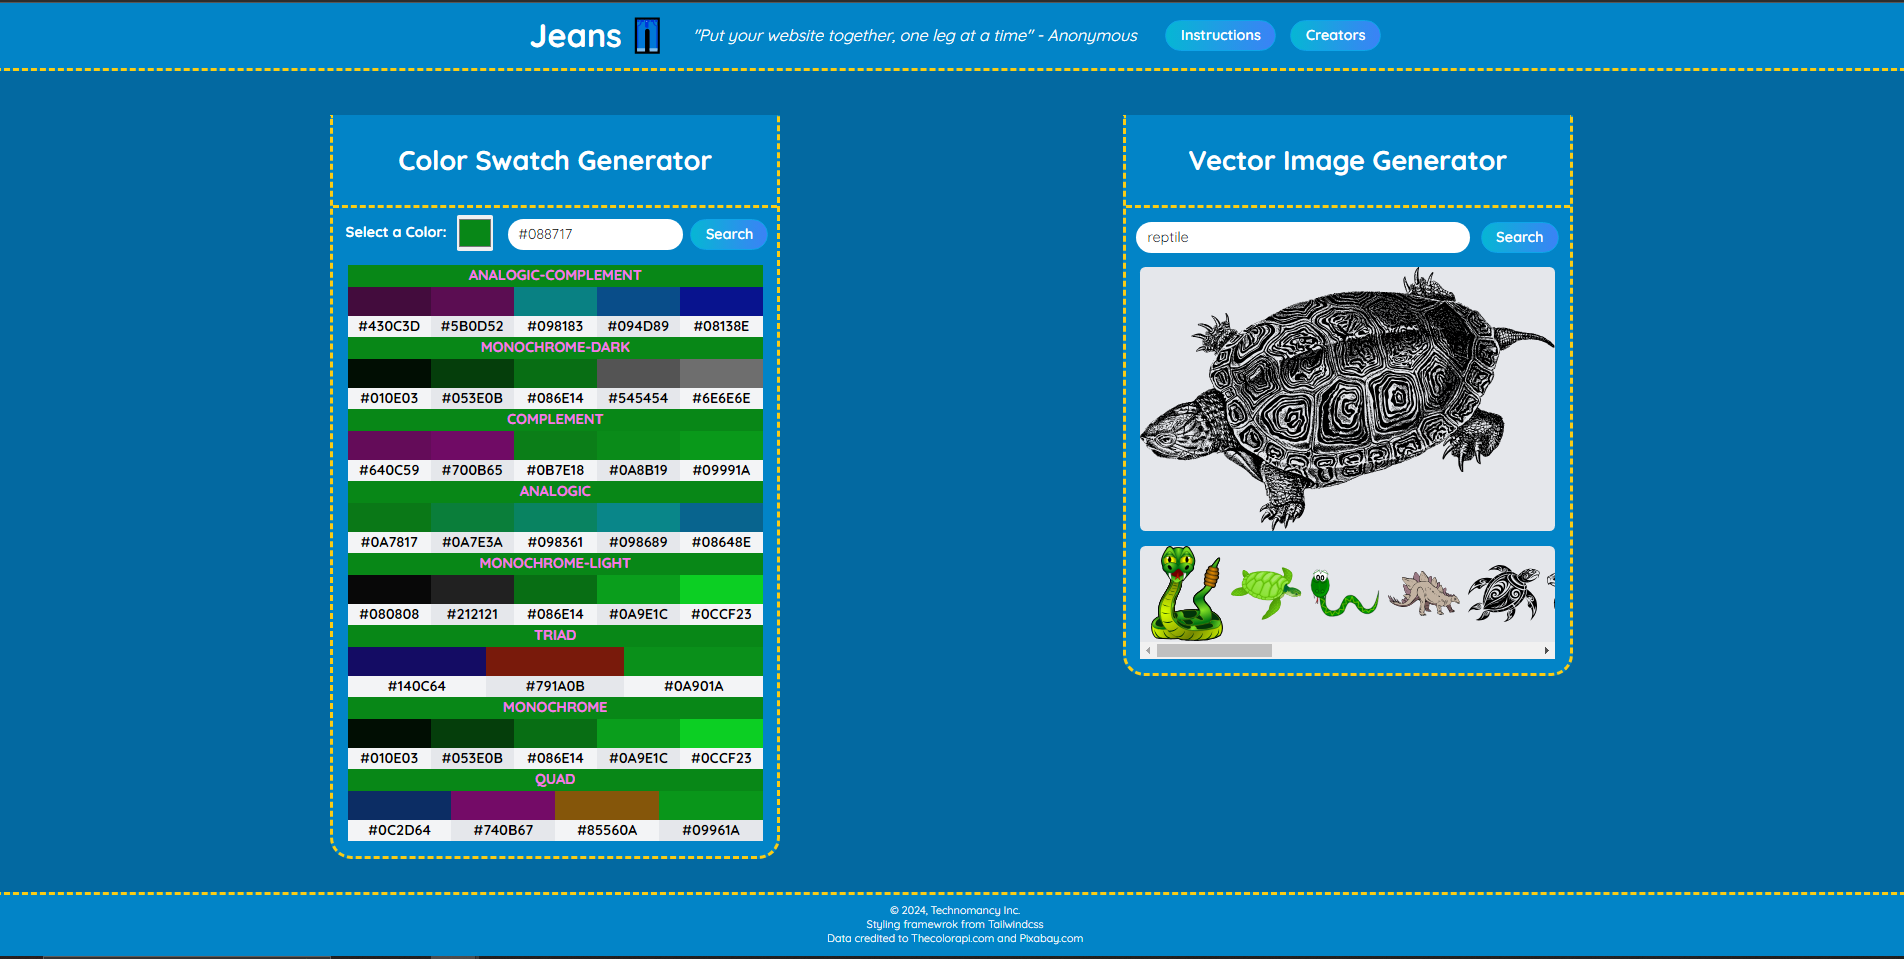 Jeans
"Put your website together, one leg at a time" - Anonymous
Instructions
Creators
Color Swatch Generator
Select a Color:
#088717
Search
ANALOGIC-COMPLEMENT
#430C3D #5B0D52 #098183 #094D89 #08138E
MONOCHROME-DARK
#010E03 #053E0B #086E14 #545454 #6E6E6E
COMPLEMENT
#640C59 #700B65 #0B7E18 #0A8B19 #09991A
ANALOGIC
#0A7817 #0A7E3A #098361 #098689 #08648E
MONOCHROME-LIGHT
#080808 #212121 #086E14 #0A9E1C #0CCF23
TRIAD
#140C64 #791A0B #0A901A
MONOCHROME
#010E03 #053E0B #086E14 #0A9E1C #0CCF23
QUAD
#0C2D64 #740B67 #85560A #09961A
Vector Image Generator
reptile
Search
© 2024, Technomancy Inc.
Styling framewrok from Tailwindcss
Data credited to Thecolorapi.com and Pixabay.com